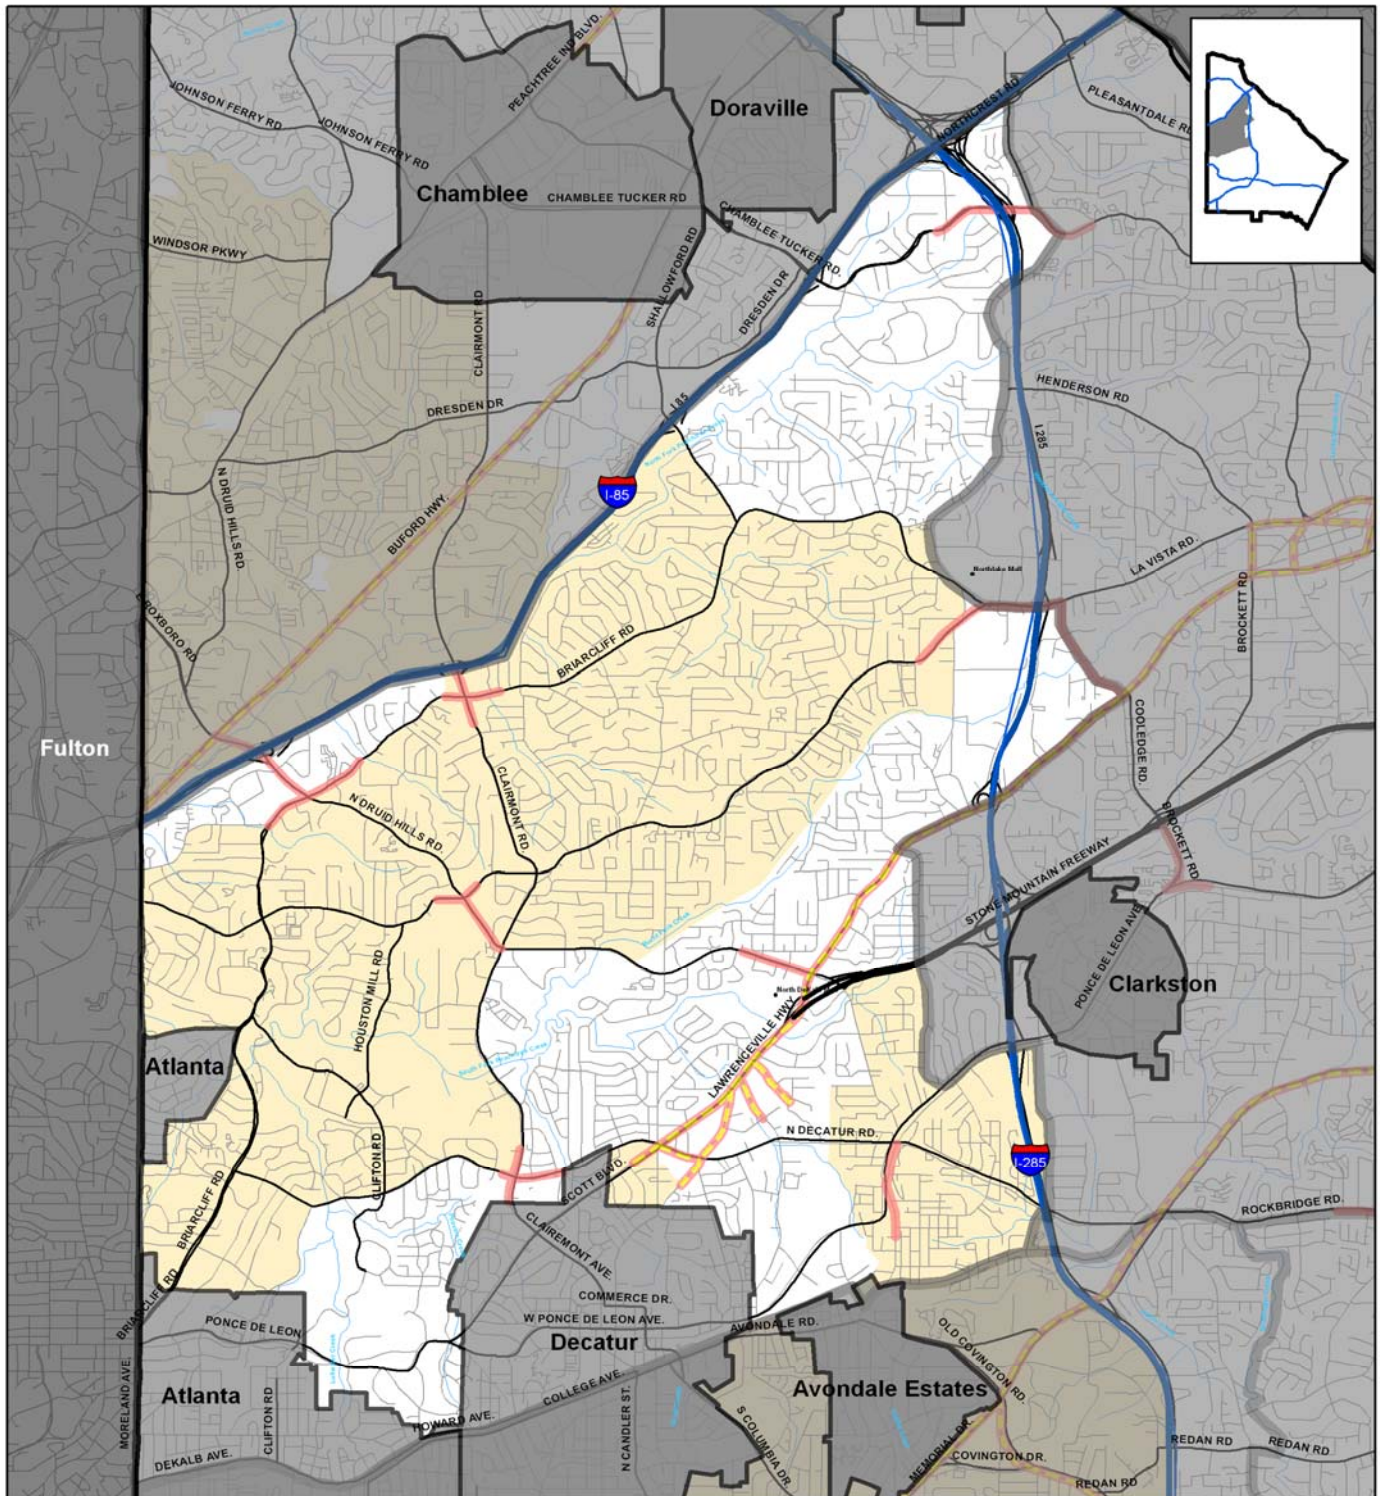 PEACHTREE IND BLVD.
Doraville
NORTHCREST RD
PLEASANTDALE RD
JOHNSON FERRY RD
JOHNSON FERRY RD
Chamblee
CHAMBLEE TUCKER RD
CHAMBLEE TUCKER RD.
WINDSOR PKWY
SHALLOWFORD RD
DRESDEN DR
CLAIRMONT RD
HENDERSON RD
DRESDEN DR
I 85
I 285
N DRUID HILLS RD.
I-85
BUFORD HWY.
LA VISTA RD.
Northlake Mall
BROCKETT RD
E ROXBORO RD
BRIARCLIFF RD
COOLEDGE RD.
Fulton
CLAIRMONT RD.
N DRUID HILLS RD.
BROCKETT RD
STONE MOUNTAIN FREEWAY
PONCE DE LEON AVE
Clarkston
HOUSTON MILL RD
LAWRENCEVILLE HWY
Atlanta
N DECATUR RD.
CLIFTON RD
I-285
SCOTT BLVD.
BRIARCLIFF RD
ROCKBRIDGE RD.
CLAIREMONT AVE.
COMMERCE DR.
BRIARCLIFF RD
PONCE DE LEON
W PONCE DE LEON AVE.
AVONDALE RD.
Decatur
OLD COVINGTON RD.
Atlanta
Avondale Estates
MORELAND AVE.
CLIFTON RD
COLLEGE AVE.
HOWARD AVE.
N CANDLER ST.
S COLUMBIA DR.
MEMORIAL DR.
DEKALB AVE.
COVINGTON DR.
REDAN RD
REDAN RD
REDAN RD